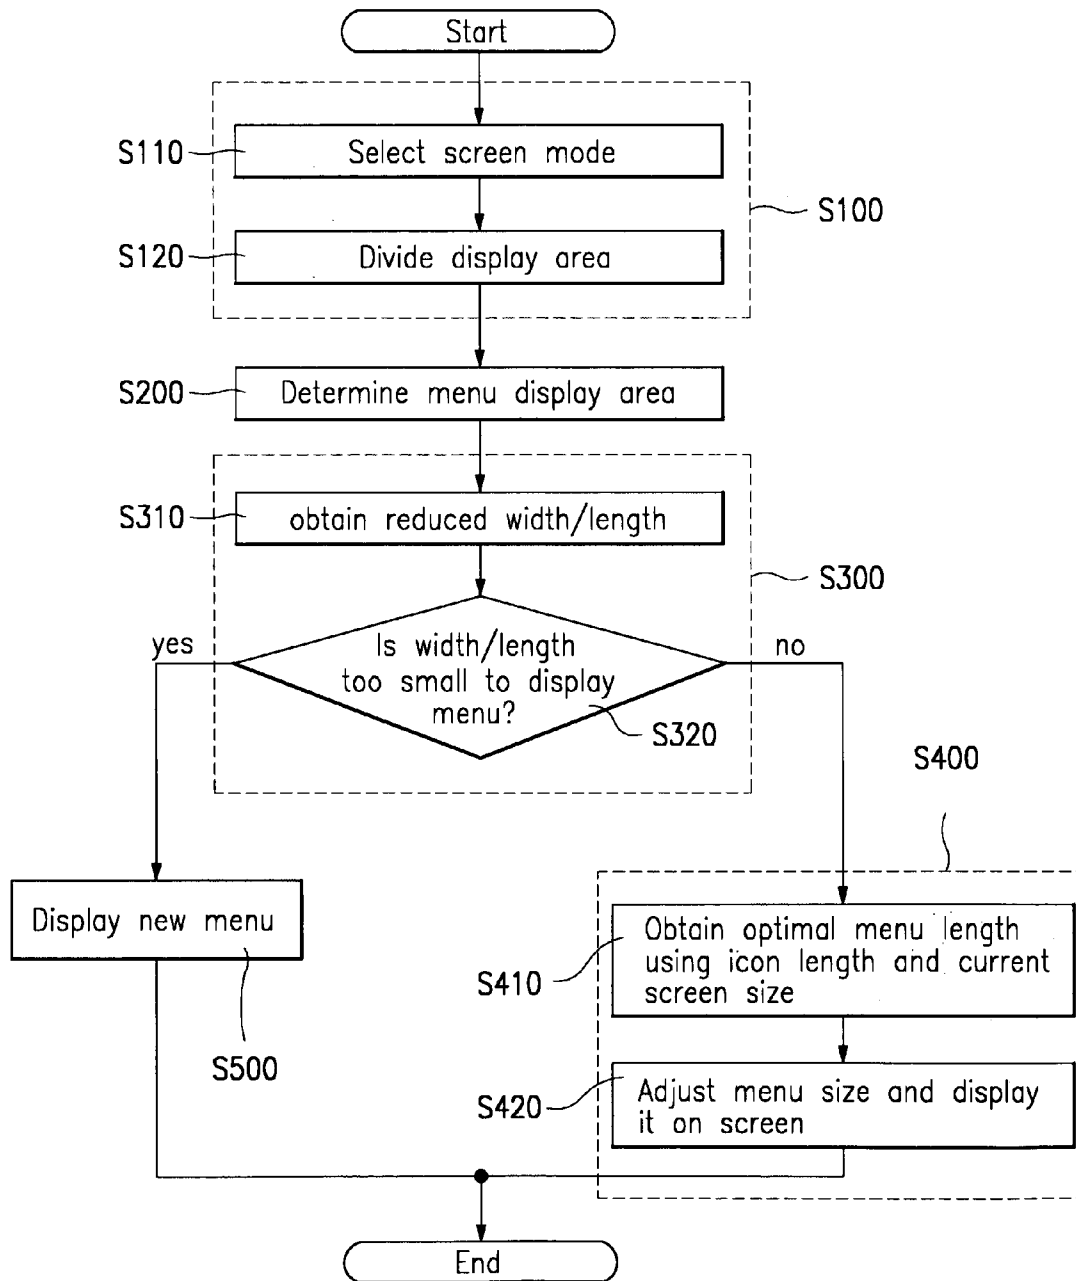 Start
S110
Select screen mode
S100
S120
Divide display area
S200
Determine menu display area
S310
obtain reduced width/length
S300
yes
Is width/length
too small to display
menu?
no
S320
S400
Display new menu
S500
Obtain optimal menu length
using icon length and current
screen size
S410
S420
Adjust menu size and display
it on screen
End